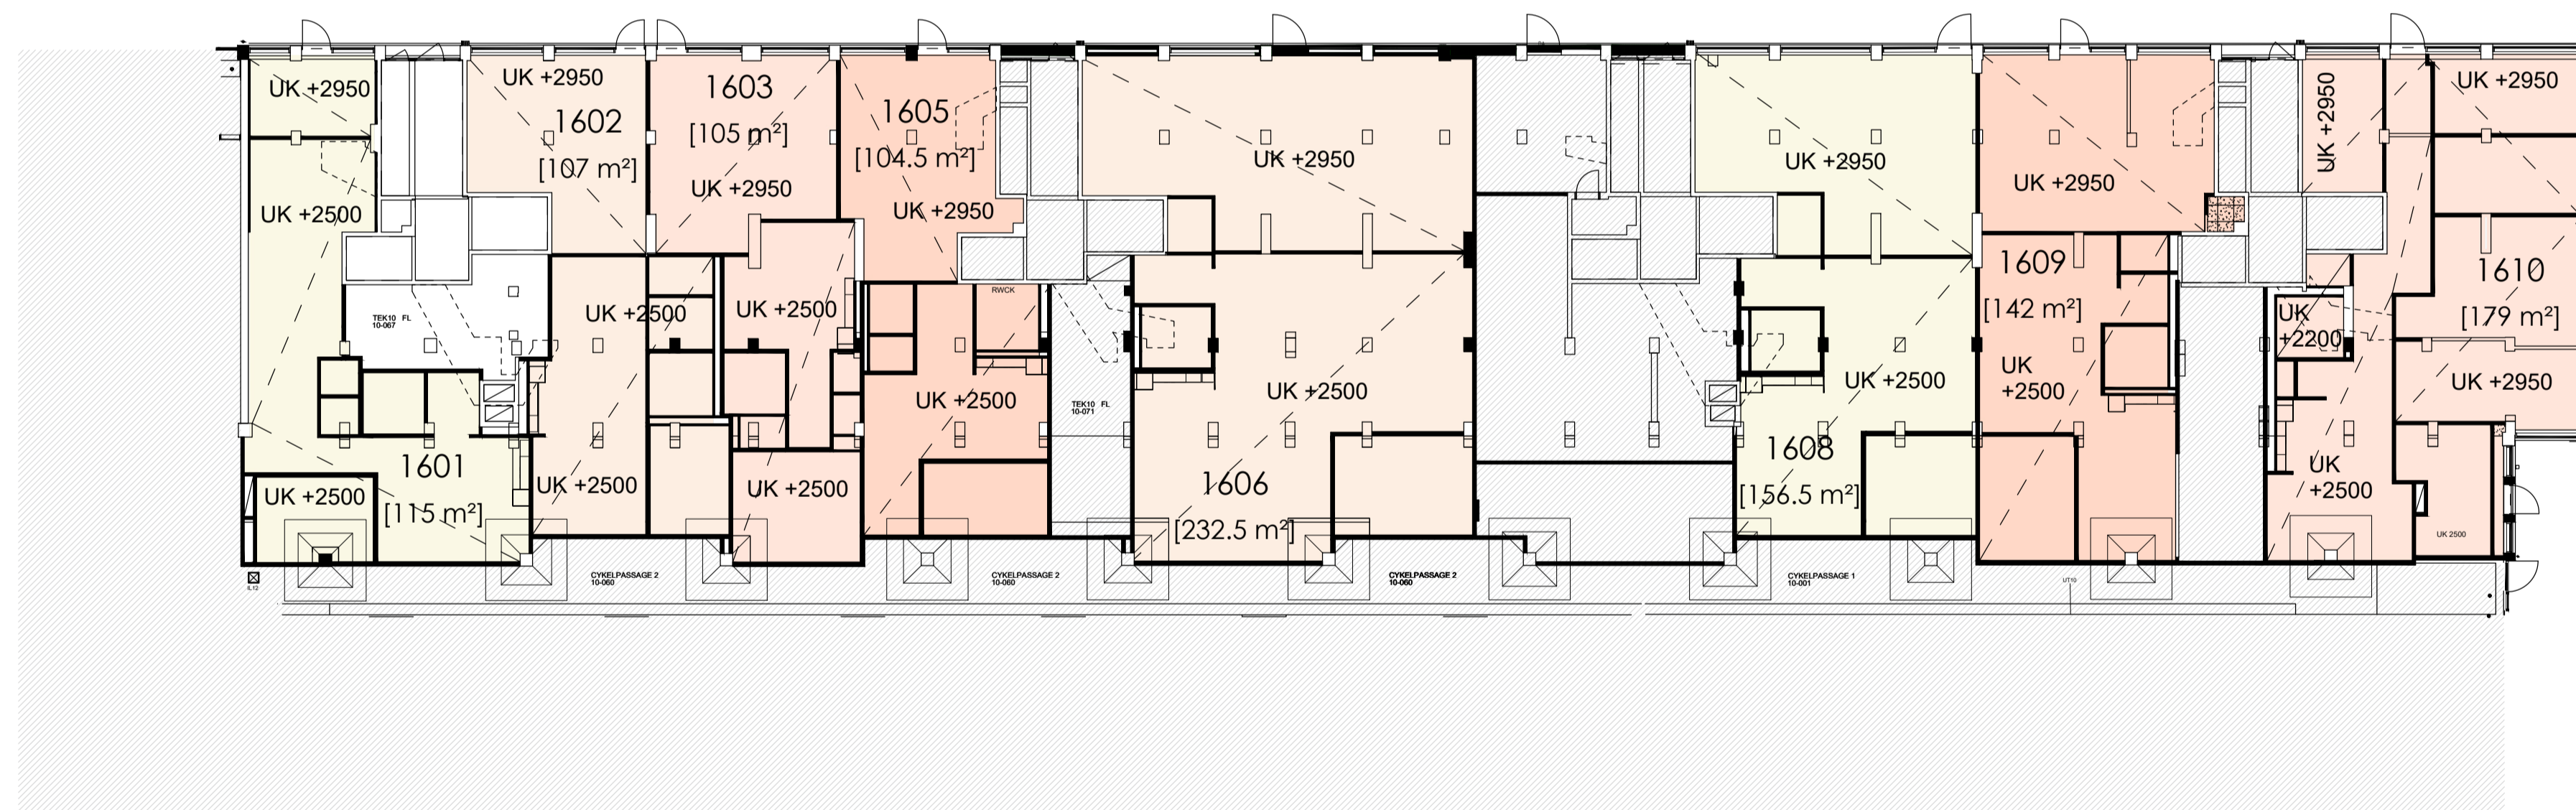 UK +2950
UK +2500
TEK10 FL
10-067
1601
[115 m²]
UK +2500
IL12
UK +2950
1602
[107 m²]
UK +2500
UK +2500
CYKELPASSAGE 2
10-060
1603
[105 m²]
UK +2950
UK +2500
UK +2500
1605
[104.5 m²]
UK +2950
RWCK
UK +2500
CYKELPASSAGE 2
10-060
TEK10 FL
10-071
UK +2950
UK +2500
1606
[232.5 m²]
CYKELPASSAGE 2
10-060
UK +2950
UK +2500
1608
[156.5 m²]
CYKELPASSAGE 1
10-001
UK +2950
1609
[142 m²]
UK
+2500
UT10
UK +2950
UK
+2200
UK
+2500
UK +2950
1610
[179 m²]
UK +2950
UK 2500